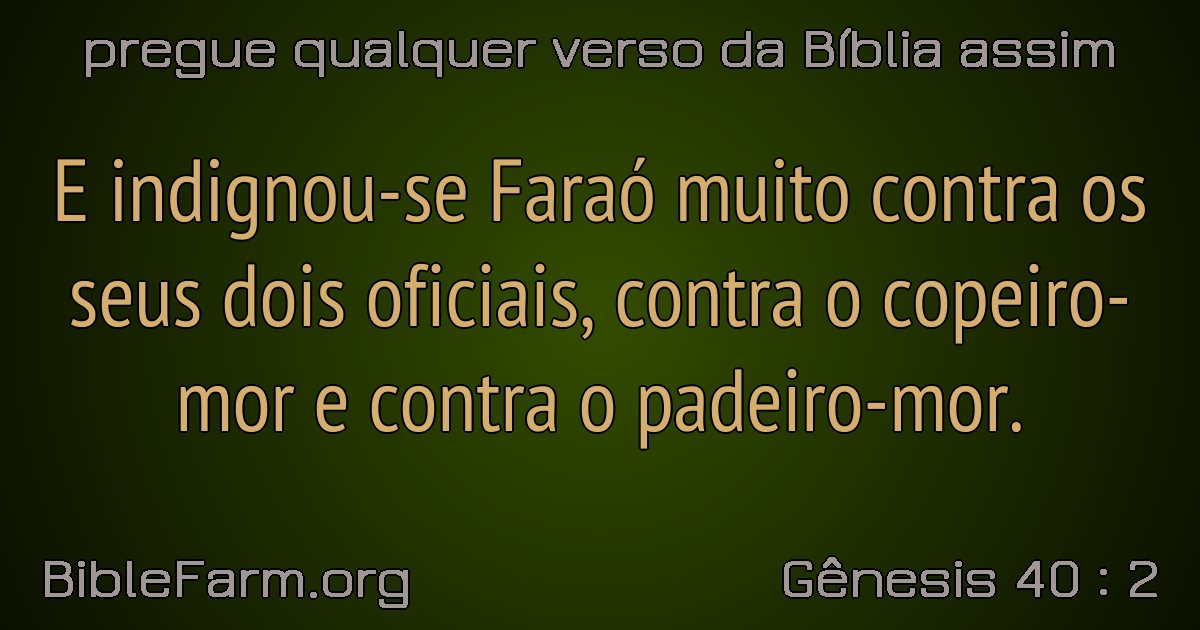 pregue qualquer verso da Bíblia assim
E indignou-se Faraó muito contra os
seus dois oficiais, contra o copeiro-
mor e contra o padeiro-mor.
BibleFarm.org
Gênesis 40 : 2